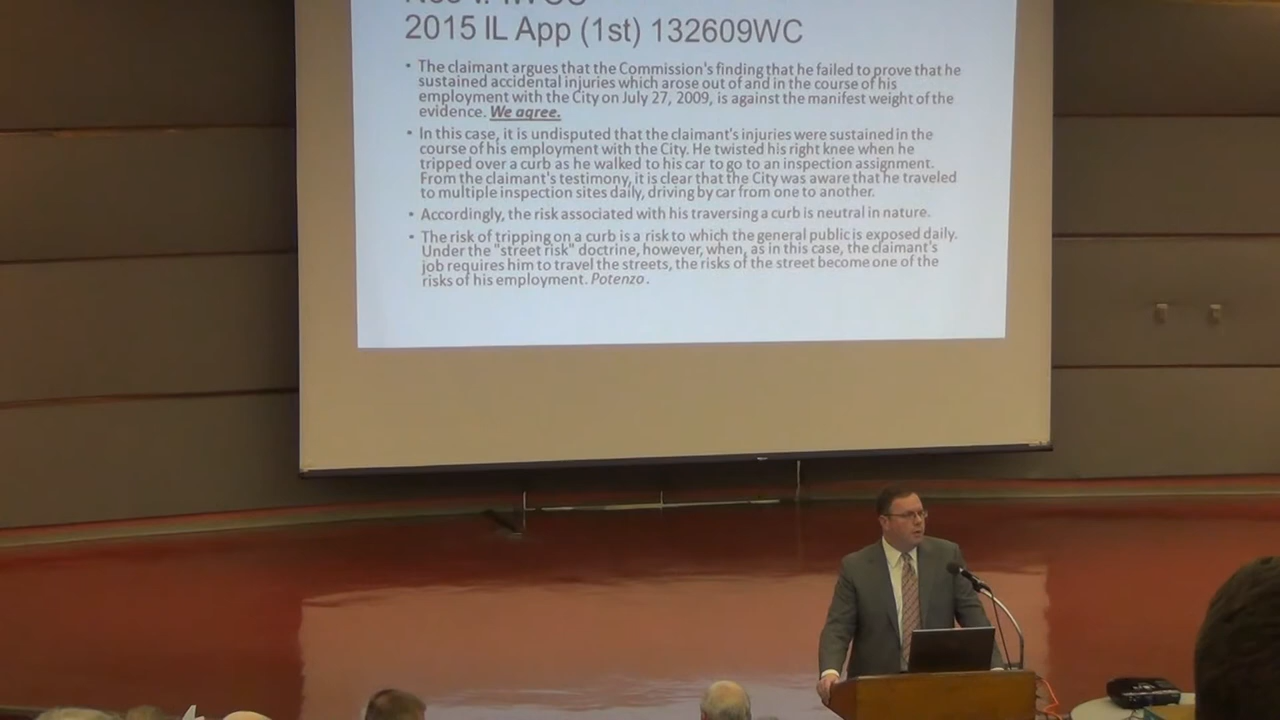 2015 IL App (1st) 132609WC
• The claimant argues that the Commission's finding that he failed to prove that he
sustained accidental injuries which arose out of and in the course of his
employment with the City on July 27, 2009, is against the manifest weight of the
evidence. We agree.
• In this case, it is undisputed that the claimant's injuries were sustained in the
course of his employment with the City. He twisted his right knee when he
tripped over a curb as he walked to his car to go to an inspection assignment.
From the claimant's testimony, it is clear that the City was aware that he traveled
to multiple inspection sites daily, driving by car from one to another.
• Accordingly, the risk associated with his traversing a curb is neutral in nature.
• The risk of tripping on a curb is a risk to which the general public is exposed daily.
Under the "street risk" doctrine, however, when, as in this case, the claimant's
job requires him to travel the streets, the risks of the street become one of the
risks of his employment. Potenzo.